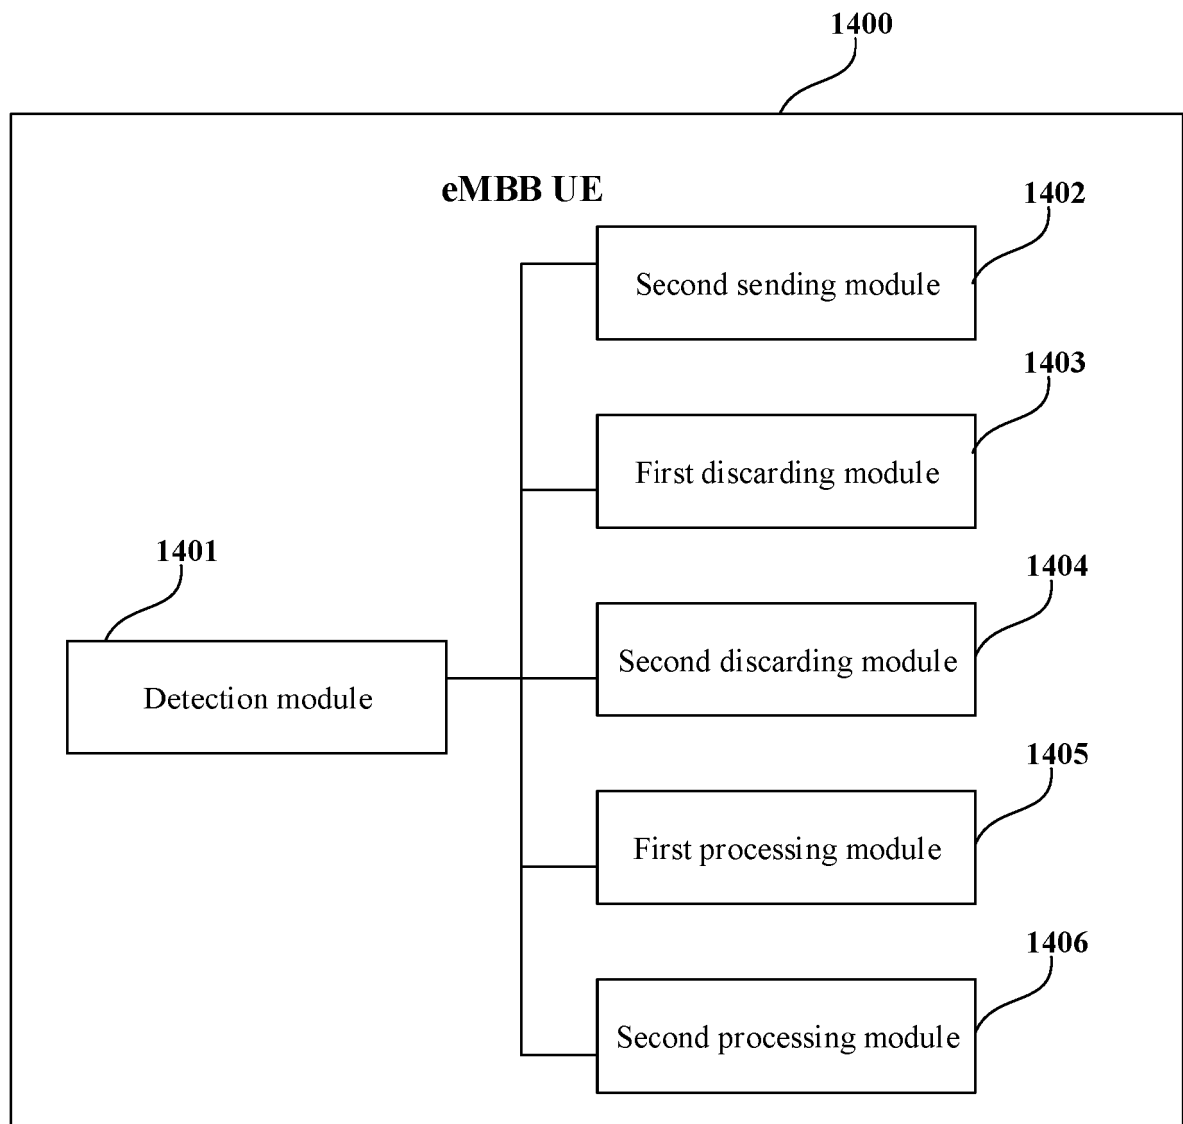 1400
eMBB UE
1402
Second sending module
1403
First discarding module
1401
1404
Detection module
Second discarding module
1405
First processing module
1406
Second processing module